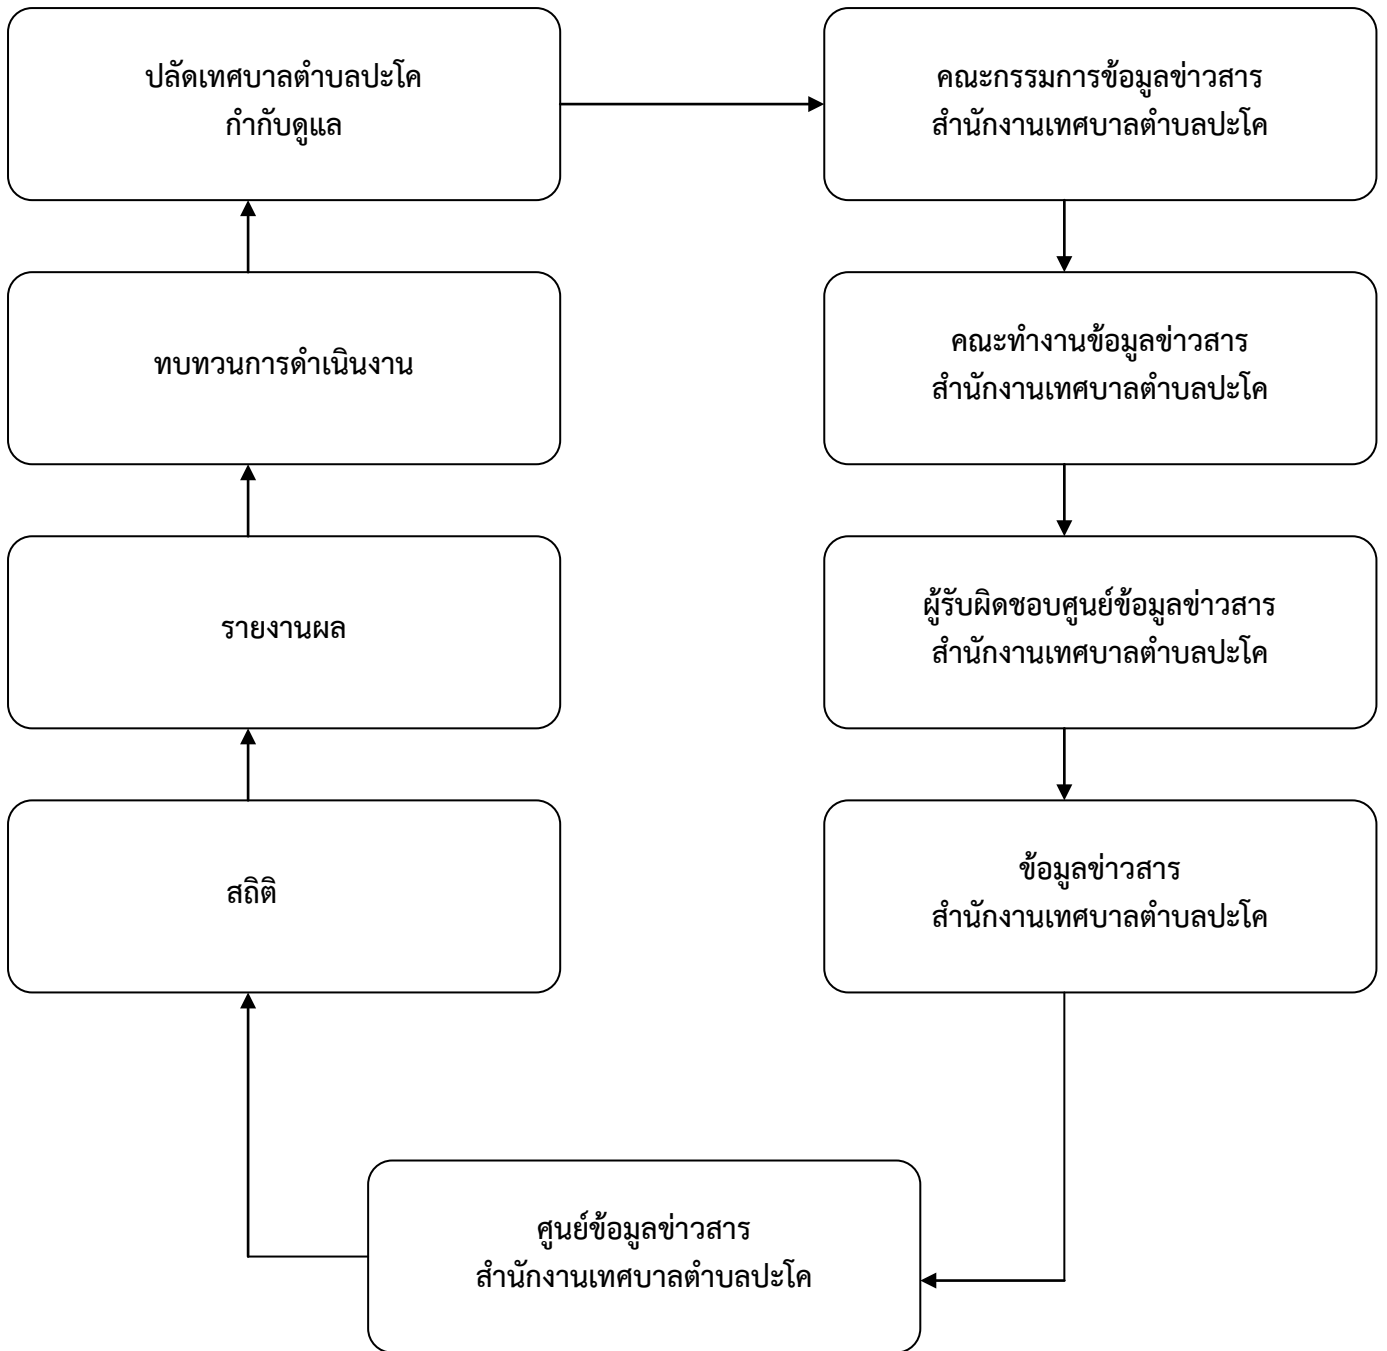 ปลัดเทศบาลตำบลปะโค
กำกับดูแล
คณะกรรมการข้อมูลข่าวสาร
สำนักงานเทศบาลตำบลปะโค
ทบทวนการดำเนินงาน
คณะทำงานข้อมูลข่าวสาร
สำนักงานเทศบาลตำบลปะโค
รายงานผล
ผู้รับผิดชอบศูนย์ข้อมูลข่าวสาร
สำนักงานเทศบาลตำบลปะโค
สถิติ
ข้อมูลข่าวสาร
สำนักงานเทศบาลตำบลปะโค
ศูนย์ข้อมูลข่าวสาร
สำนักงานเทศบาลตำบลปะโค